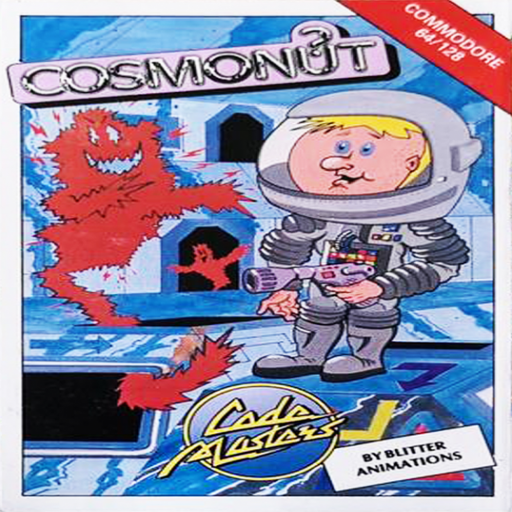 COSMONUT
COMMODORE
64/128
Code
Masters
BY BLITTER
ANIMATIONS